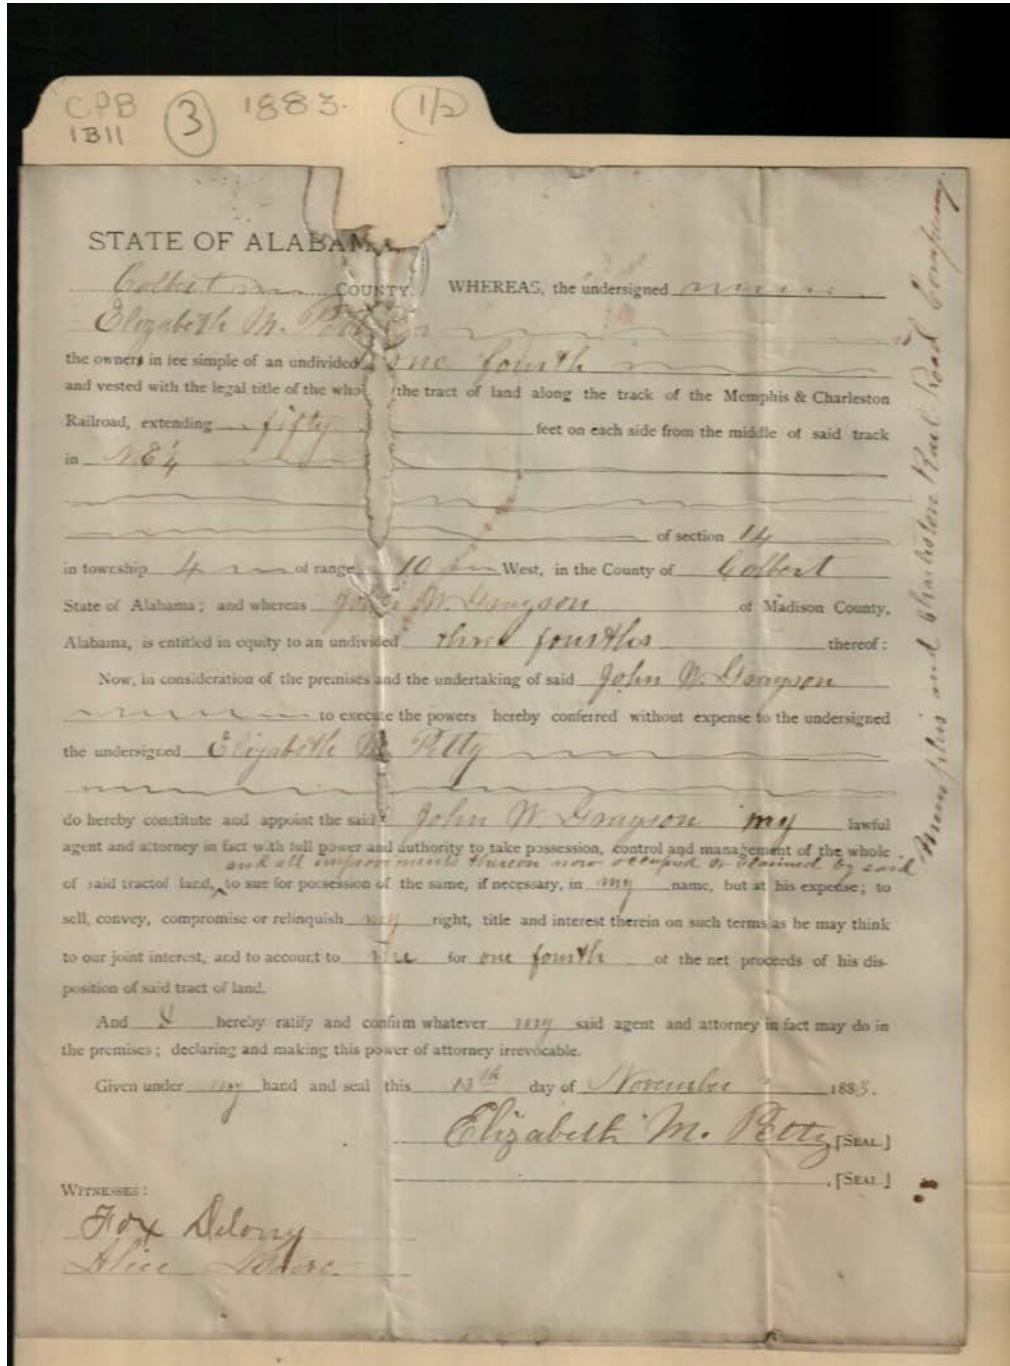 CPB 3 1883. (1/2)
1B11
STATE OF ALABAM
Colbert COUNTY. WHEREAS, the undersigned
Elizabeth M. Petty is
the owners in fee simple of an undivided one fourth
and vested with the legal title of the whol the tract of land along the track of the Memphis & Charleston
Railroad, extending fifty feet on each side from the middle of said track
in N.E ¼
of section 14
in township 4 of range 10 West, in the County of Colbert
State of Alabama; and whereas John W. Grayson of Madison County,
Alabama, is entitled in equity to an undivided three fourths thereof:
Now, in consideration of the premises and the undertaking of said John W. Grayson
to execute the powers hereby conferred without expense to the undersigned
the undersigned Elizabeth M. Petty
do hereby constitute and appoint the said John W. Grayson my lawful
agent and attorney in fact with full power and authority to take possession, control and management of the whole
and all improvements thereon now occupied or claimed by said
Memphis and Charleston Rail Road Company.
of said tract of land, to sue for possession of the same, if necessary, in my name, but at his expense; to
sell, convey, compromise or relinquish my right, title and interest therein on such terms as he may think
to our joint interest, and to account to me for one fourth of the net proceeds of his dis-
position of said tract of land.
And I hereby ratify and confirm whatever my said agent and attorney in fact may do in
the premises; declaring and making this power of attorney irrevocable.
Given under my hand and seal this 13th day of November 1883.
Elizabeth M. Petty [SEAL]
[SEAL]
WITNESSES:
Fox Delony
Alice